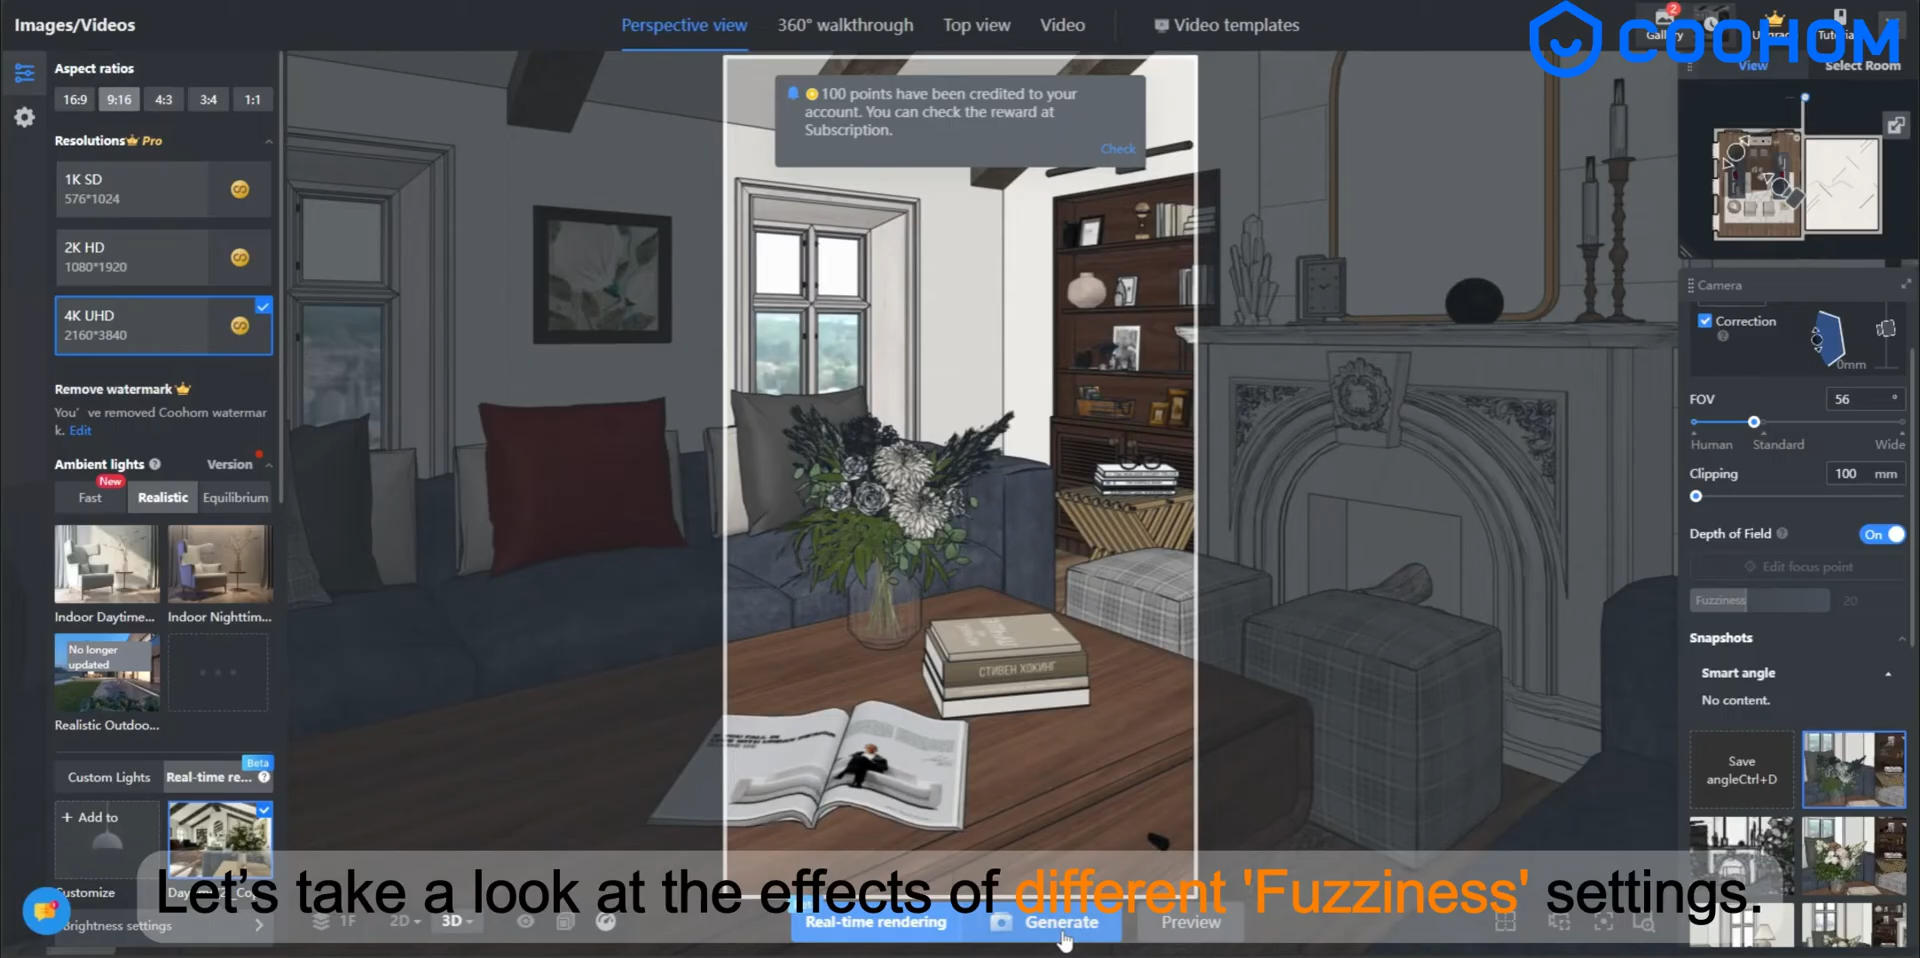 Images/Videos
Perspective view
360° walkthrough
Top view
Video
Video templates
2
Gallery
Tutoria
COOHOM
View
Select Room
Aspect ratios
16:9
9:16
4:3
3:4
1:1
Resolutions Pro
1K SD
576*1024
2K HD
1080*1920
4K UHD
2160*3840
Remove watermark
You' ve removed Coohom watermar
k. Edit
Ambient lights
Version
New
Fast
Realistic
Equilibrium
Indoor Daytime...
Indoor Nighttim...
No longer
updated
Realistic Outdoo...
Beta
Custom Lights
Real-time re...
+ Add to
100 points have been credited to your
account. You can check the reward at
Subscription.
Check
СТИВЕН ХОКИНГ
Camera
Correction
0mm
FOV
56 °
Human
Standard
Wide
Clipping
100 mm
Depth of Field
On
Edit focus point
Fuzziness
20
Snapshots
Smart angle
No content.
Save
angleCtrl+D
Let's take a look at the effects of different 'Fuzziness' settings.
1F
2D
3D
Real-time rendering
Generate
Preview